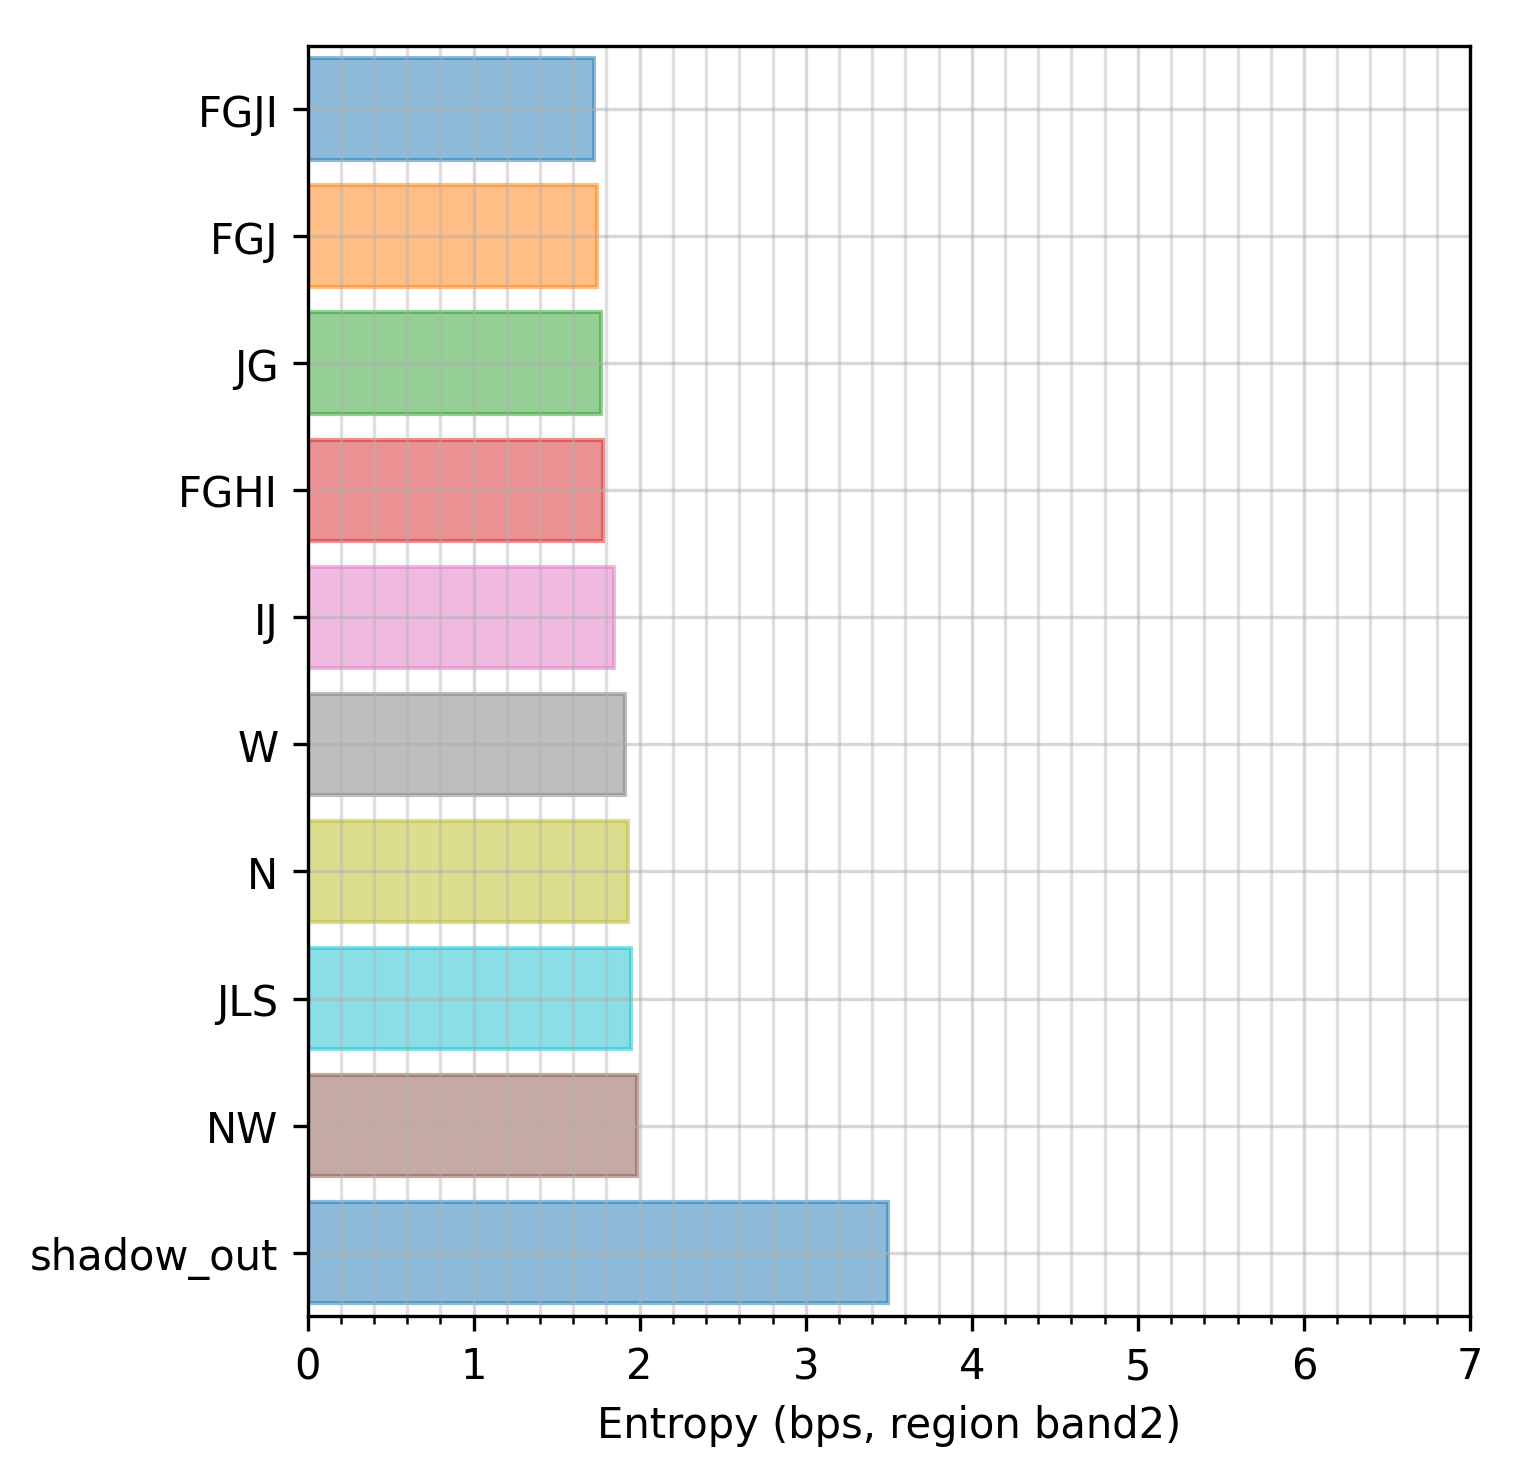 FGJI
FGJ
JG
FGHI
IJ
W
N
JLS
NW
shadow_out
0 1 2 3 4 5 6 7
Entropy (bps, region band2)